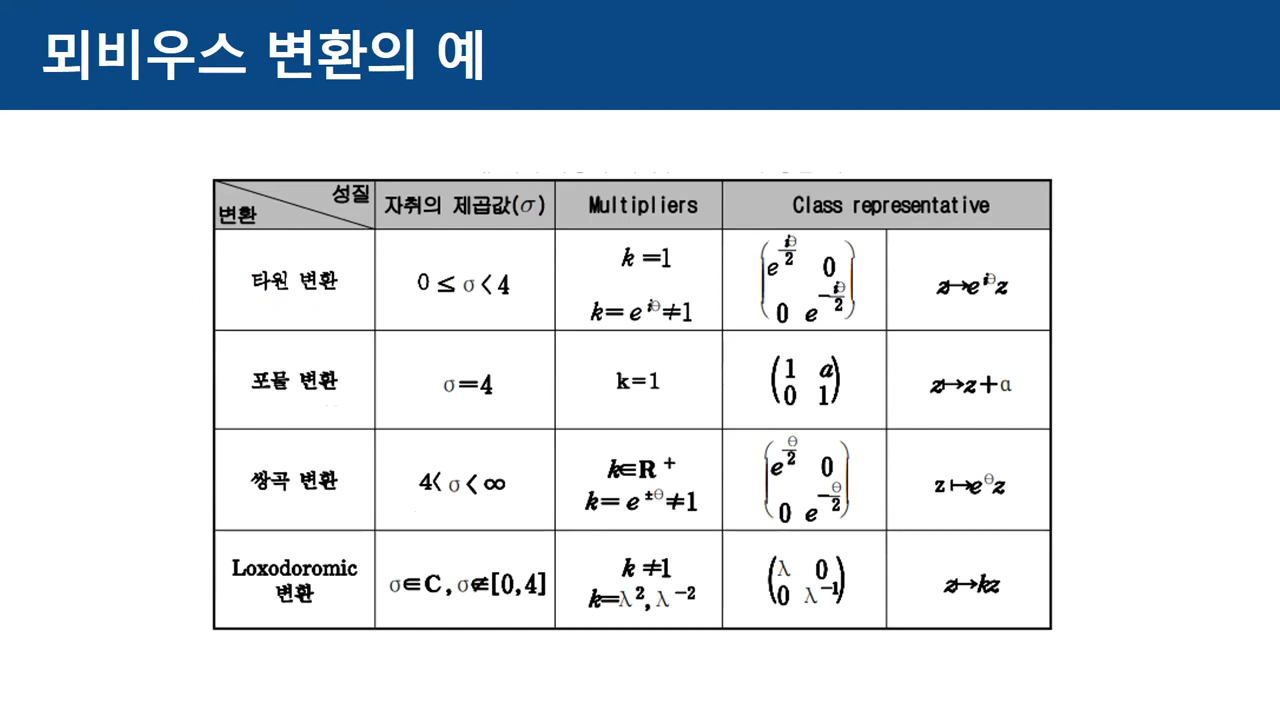 뫼비우스 변환의 예
성질
변환
자취의 제곱값(σ)
Multipliers
Class representative
타원 변환
0 ≤ σ < 4
k = 1
k = e^{iθ} ≠ 1
( e^{iθ/2} 0
0 e^{-iθ/2} )
z → e^{iθ}z
포물 변환
σ = 4
k = 1
( 1 a
0 1 )
z → z + α
쌍곡 변환
4 < σ < ∞
k ∈ R^+
k = e^{±θ} ≠ 1
( e^{θ/2} 0
0 e^{-θ/2} )
z ↦ e^{θ}z
Loxodoromic
변환
σ∈C, σ∉[0,4]
k ≠ 1
k = λ^2, λ^{-2}
( λ 0
0 λ^{-1} )
z → kz